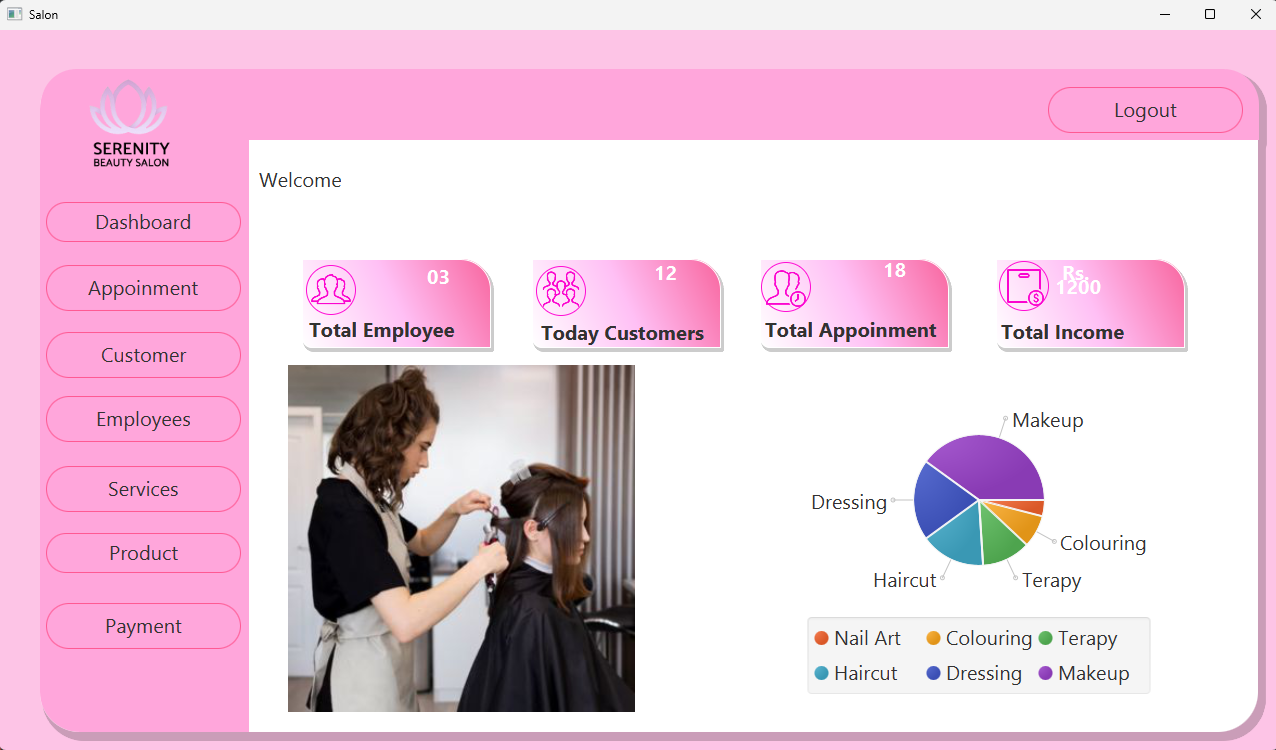 Salon
Logout
SERENITY
BEAUTY SALON
Welcome
Dashboard
Appoinment
Customer
Employees
Services
Product
Payment
03
Total Employee
12
Today Customers
18
Total Appoinment
Rs.
1200
Total Income
Makeup
Dressing
Colouring
Haircut
Terapy
Nail Art Colouring Terapy
Haircut Dressing Makeup